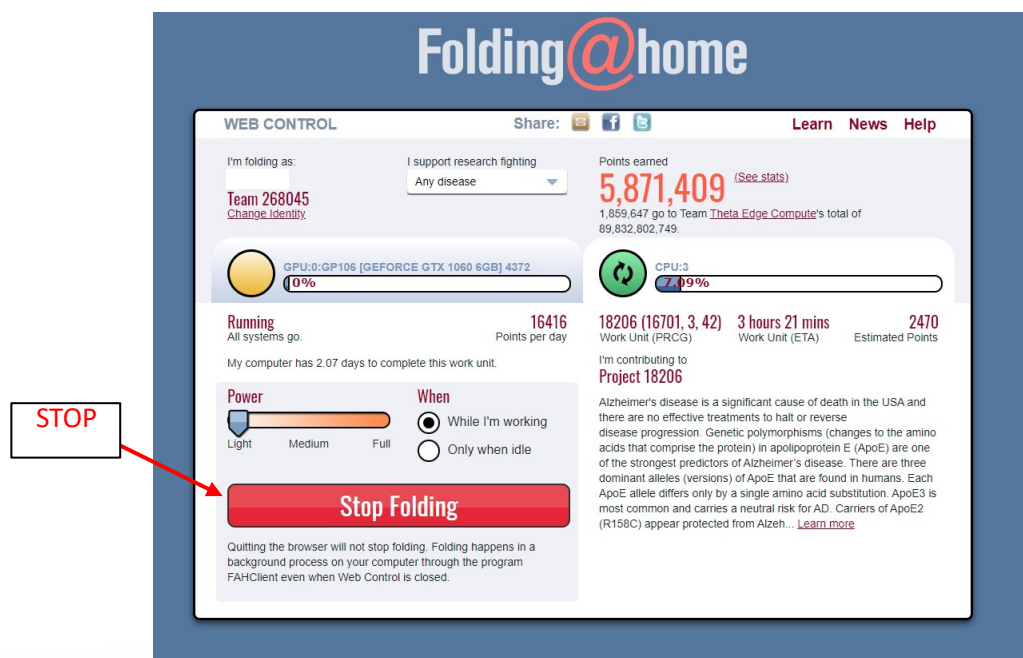 Folding@home
WEB CONTROL
Share:
Learn News Help
I'm folding as:
Team 268045
Change Identity
I support research fighting
Any disease
Points earned
5,871,409 (See stats)
1,859,647 go to Team Theta Edge Compute's total of
89,832,802,749.
GPU:0:GP106 [GEFORCE GTX 1060 6GB] 4372
0%
CPU:3
7.09%
Running
All systems go.
16416
Points per day
My computer has 2.07 days to complete this work unit.
18206 (16701, 3, 42)
Work Unit (PRCG)
3 hours 21 mins
Work Unit (ETA)
2470
Estimated Points
I'm contributing to
Project 18206
Power
Light Medium Full
When
While I'm working
Only when idle
STOP
Stop Folding
Quitting the browser will not stop folding. Folding happens in a
background process on your computer through the program
FAHClient even when Web Control is closed.
Alzheimer's disease is a significant cause of death in the USA and
there are no effective treatments to halt or reverse
disease progression. Genetic polymorphisms (changes to the amino
acids that comprise the protein) in apolipoprotein E (ApoE) are one
of the strongest predictors of Alzheimer's disease. There are three
dominant alleles (versions) of ApoE that are found in humans. Each
ApoE allele differs only by a single amino acid substitution. ApoE3 is
most common and carries a neutral risk for AD. Carriers of ApoE2
(R158C) appear protected from Alzeh... Learn more